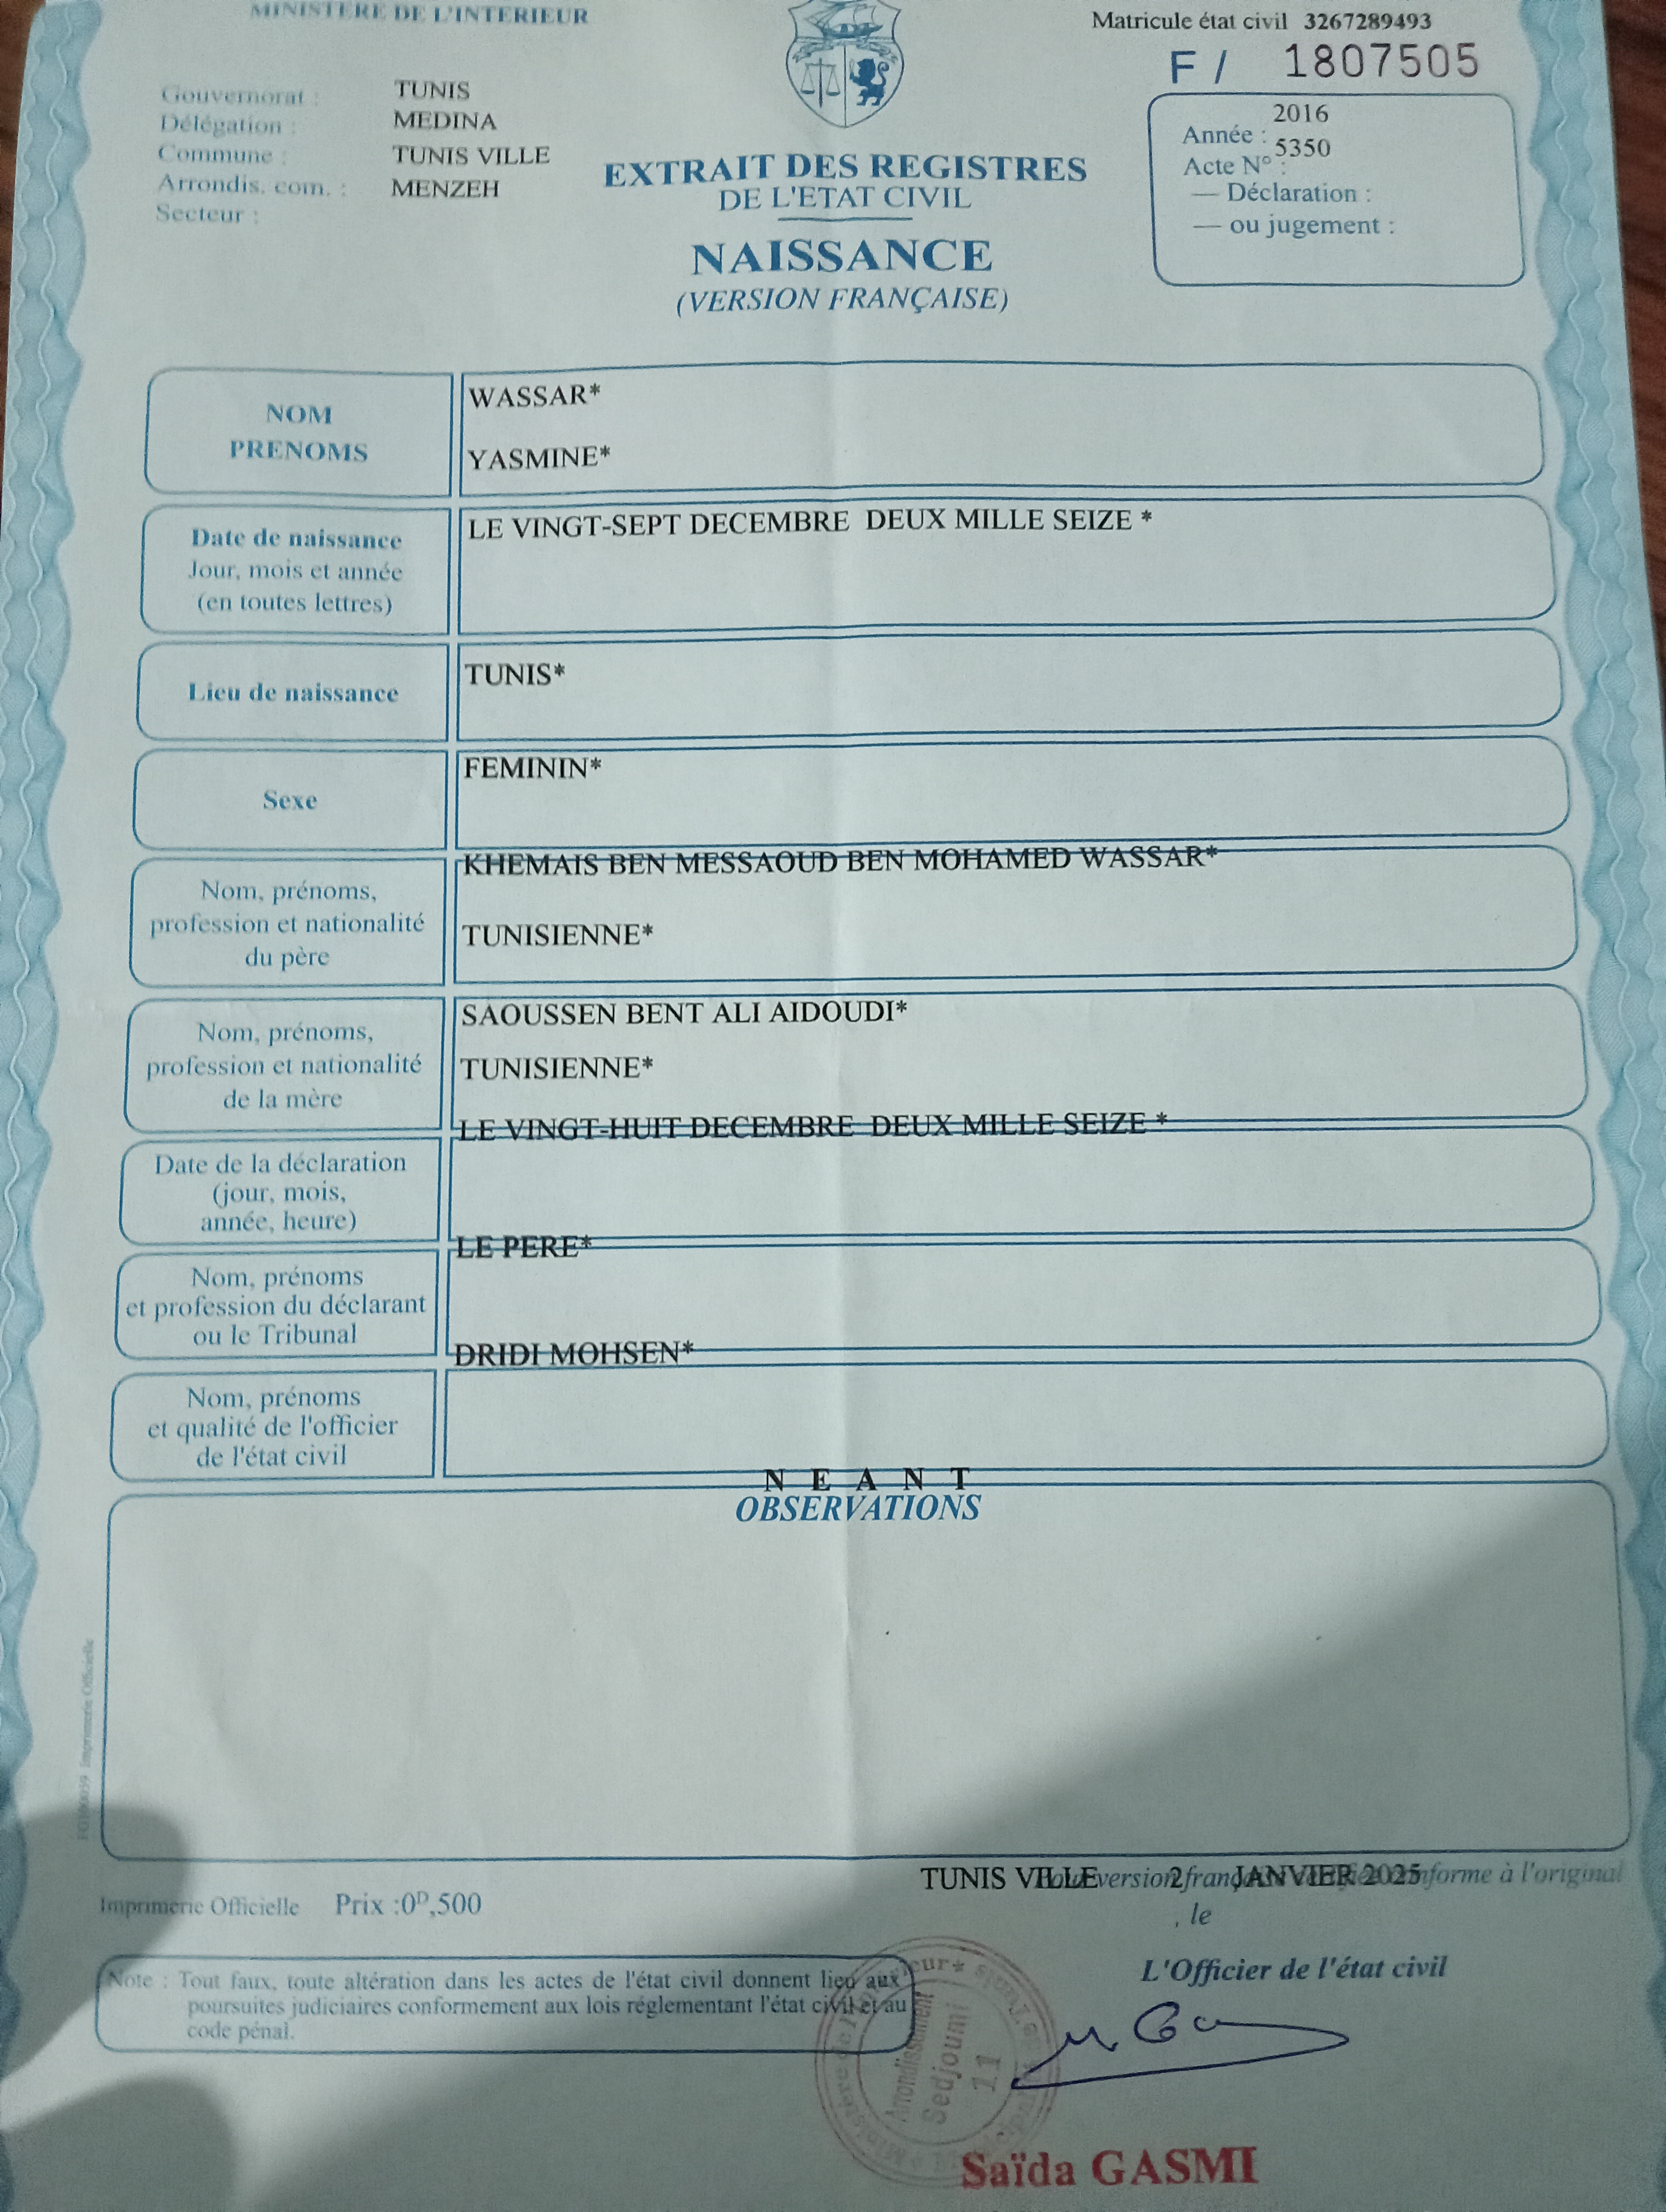 MINISTERE DE L'INTERIEUR
Matricule état civil 3267289493
F / 1807505
Gouvernorat : TUNIS
Délégation : MEDINA
Commune : TUNIS VILLE
Arrondis. com. : MENZEH
Secteur :
2016
Année :
5350
Acte N° :
— Déclaration :
— ou jugement :
EXTRAIT DES REGISTRES
DE L'ETAT CIVIL
NAISSANCE
(VERSION FRANÇAISE)
NOM
PRENOMS
WASSAR*
YASMINE*
Date de naissance
Jour, mois et année
(en toutes lettres)
LE VINGT-SEPT DECEMBRE DEUX MILLE SEIZE *
Lieu de naissance
TUNIS*
Sexe
FEMININ*
Nom, prénoms,
profession et nationalité
du père
KHEMAIS BEN MESSAOUD BEN MOHAMED WASSAR*
TUNISIENNE*
Nom, prénoms,
profession et nationalité
de la mère
SAOUSSEN BENT ALI AIDOUDI*
TUNISIENNE*
Date de la déclaration
(jour, mois,
année, heure)
LE VINGT-HUIT DECEMBRE DEUX MILLE SEIZE *
Nom, prénoms
et profession du déclarant
ou le Tribunal
LE PERE*
Nom, prénoms
et qualité de l'officier
de l'état civil
DRIDI MOHSEN*
N E A N T
OBSERVATIONS
Imprimerie Officielle
TUNIS VILLE 2 JANVIER 2025
version conforme à l'original
, le
Imprimerie Officielle Prix :0ᴰ,500
L'Officier de l'état civil
Note : Tout faux, toute altération dans les actes de l'état civil donnent lieu aux
poursuites judiciaires conformement aux lois réglementant l'état civil et au
code pénal.
Arrondissement
Sedjoumi
11
Saïda GASMI